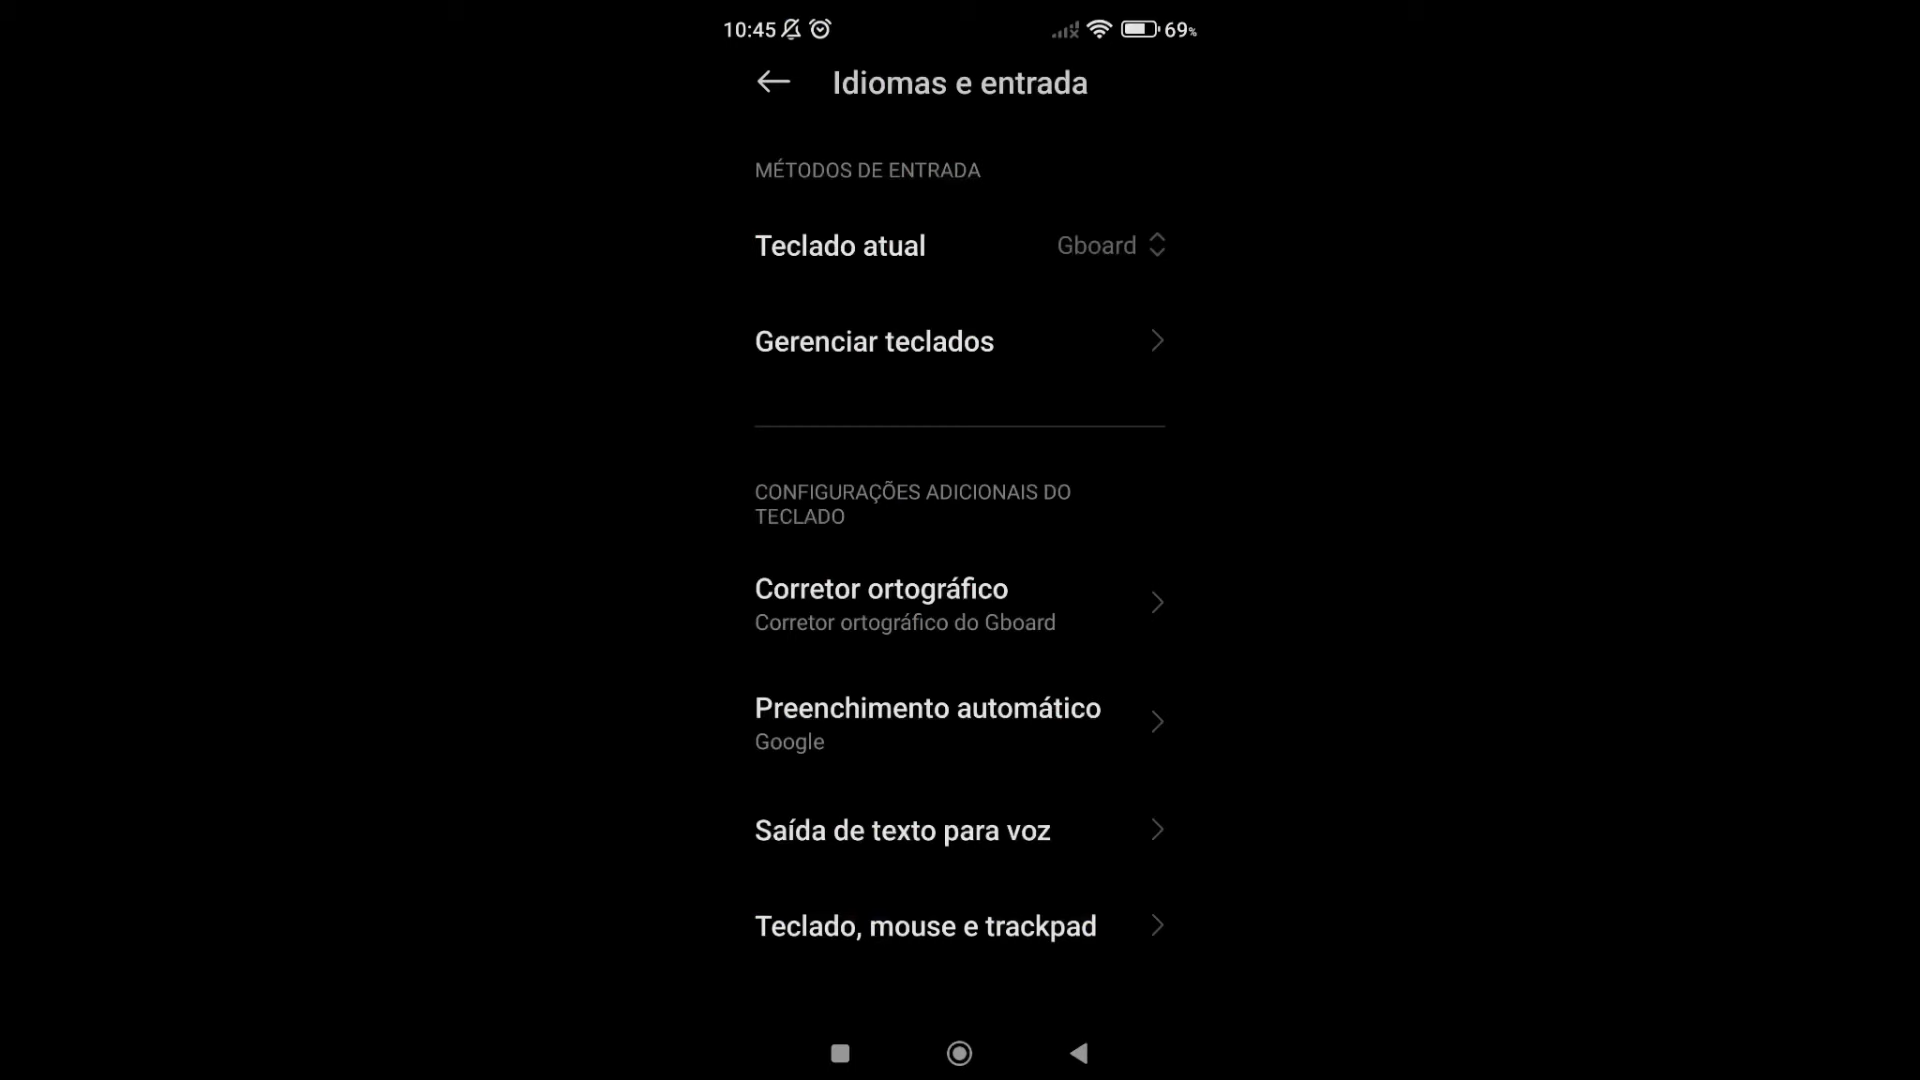 10:45 69%
Idiomas e entrada
MÉTODOS DE ENTRADA
Teclado atual Gboard
Gerenciar teclados
CONFIGURAÇÕES ADICIONAIS DO
TECLADO
Corretor ortográfico
Corretor ortográfico do Gboard
Preenchimento automático
Google
Saída de texto para voz
Teclado, mouse e trackpad